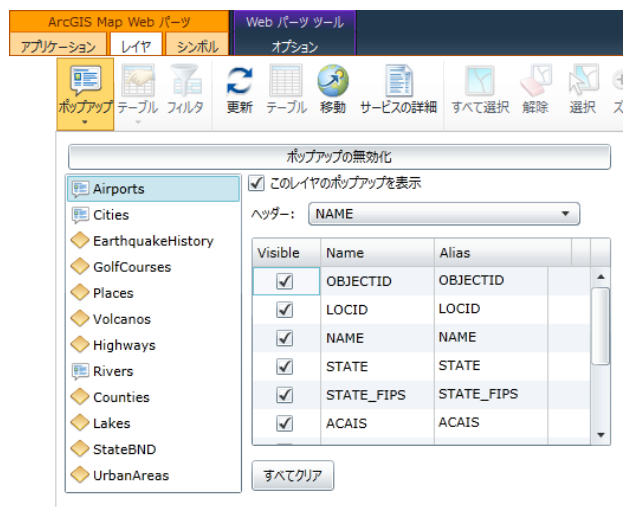 ArcGIS Map Web パーツ
Web パーツ ツール
アプリケーション レイヤ シンボル
オプション
ポップアップ テーブル フィルタ 更新 テーブル 移動 サービスの詳細 すべて選択 解除 選択
ポップアップの無効化
Airports
Cities
EarthquakeHistory
GolfCourses
Places
Volcanos
Highways
Rivers
Counties
Lakes
StateBND
UrbanAreas
このレイヤのポップアップを表示
ヘッダー: NAME
Visible Name Alias
OBJECTID OBJECTID
LOCID LOCID
NAME NAME
STATE STATE
STATE_FIPS STATE_FIPS
ACAIS ACAIS
すべてクリア